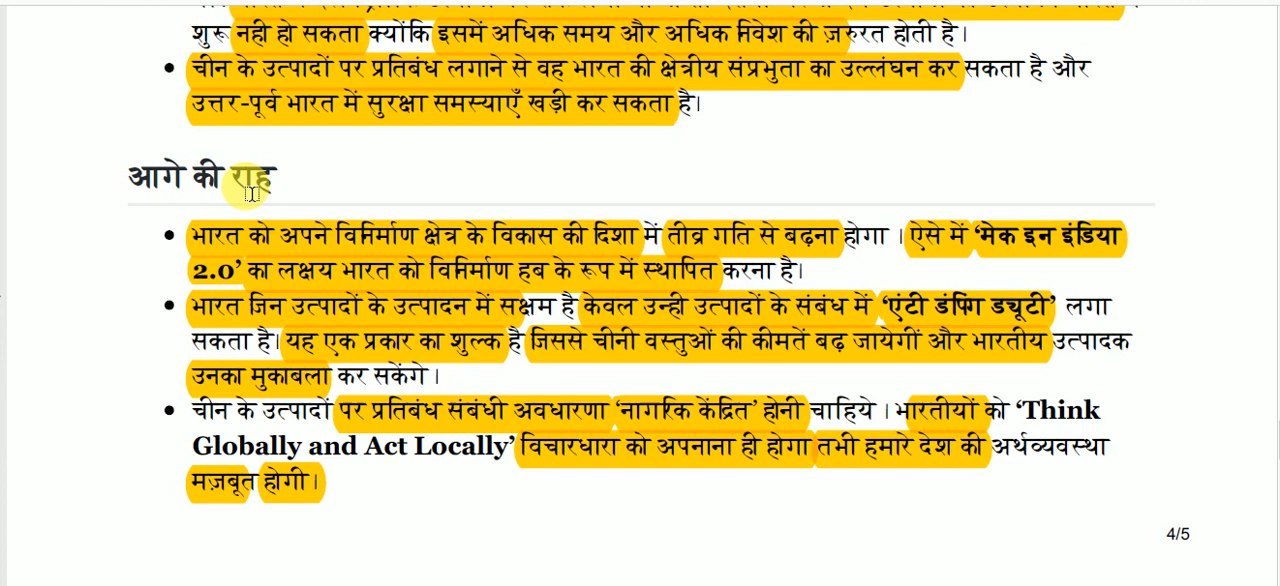 शुरू नही हो सकता क्योंकि इसमें अधिक समय और अधिक निवेश की ज़रुरत होती है।
• चीन के उत्पादों पर प्रतिबंध लगाने से वह भारत की क्षेत्रीय संप्रभुता का उल्लंघन कर सकता है और
उत्तर-पूर्व भारत में सुरक्षा समस्याएँ खड़ी कर सकता है।
आगे की राह
• भारत को अपने विनिर्माण क्षेत्र के विकास की दिशा में तीव्र गति से बढ़ना होगा । ऐसे में ‘मेक इन इंडिया
2.0’ का लक्षय भारत को विनिर्माण हब के रूप में स्थापित करना है।
• भारत जिन उत्पादों के उत्पादन में सक्षम है केवल उन्ही उत्पादों के संबंध में ‘एंटी डंपिंग ड्यूटी’ लगा
सकता है। यह एक प्रकार का शुल्क है जिससे चीनी वस्तुओं की कीमतें बढ़ जायेगीं और भारतीय उत्पादक
उनका मुकाबला कर सकेंगे ।
• चीन के उत्पादों पर प्रतिबंध संबंधी अवधारणा ‘नागरिक केंद्रित’ होनी चाहिये । भारतीयों को ‘Think
Globally and Act Locally’ विचारधारा को अपनाना ही होगा तभी हमारे देश की अर्थव्यवस्था
मज़बूत होगी।
4/5